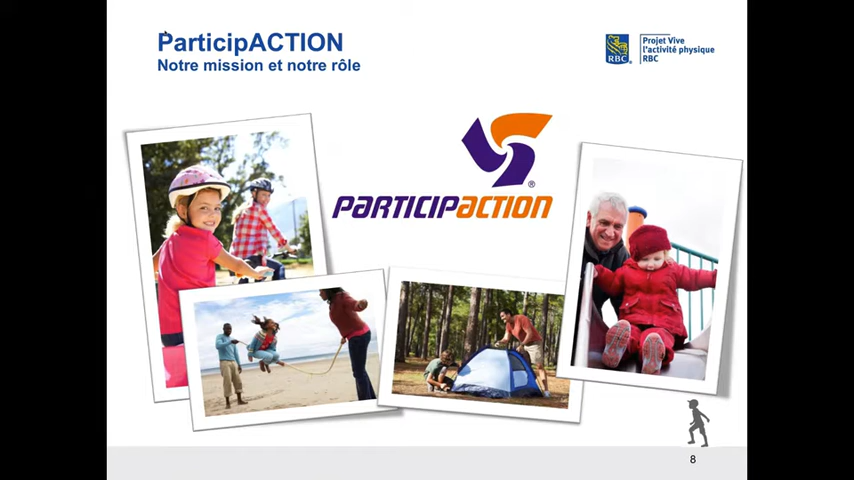 ParticipACTION
Notre mission et notre rôle
RBC
Projet Vive
l'activité physique
RBC
PARTICIPACTION
8